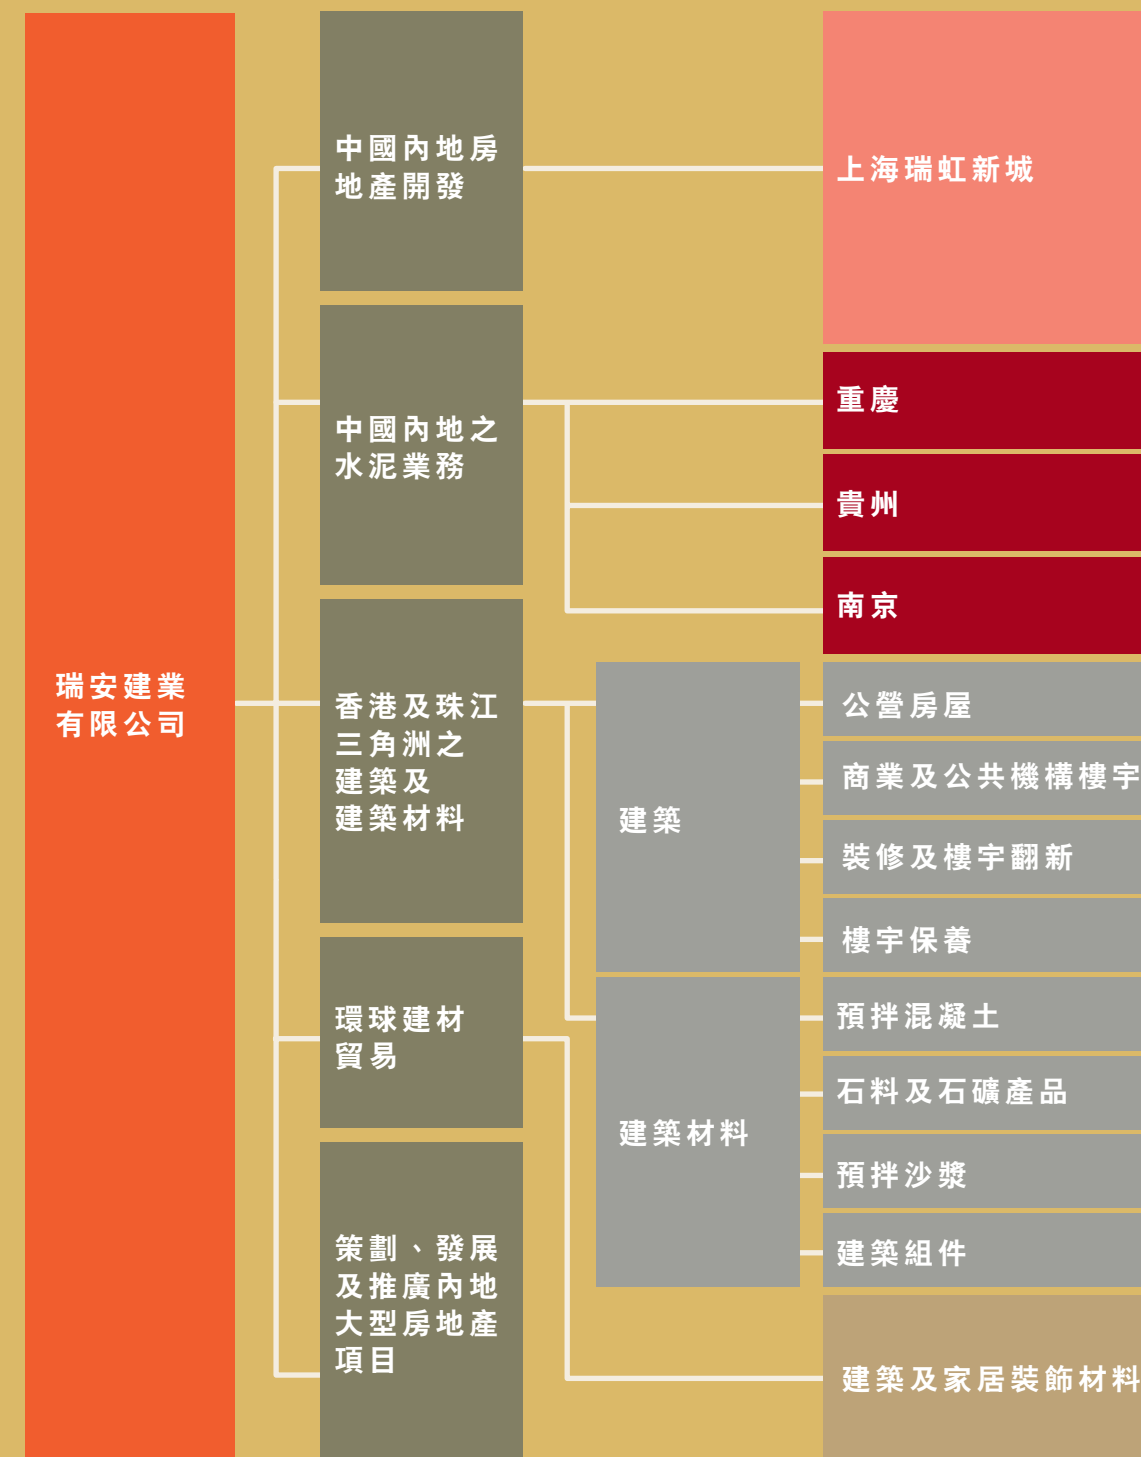 瑞安建業
有限公司
中國內地房
地產開發
上海瑞虹新城
中國內地之
水泥業務
重慶
貴州
南京
香港及珠江
三角洲之
建築及
建築材料
建築
公營房屋
商業及公共機構樓宇
裝修及樓宇翻新
樓宇保養
建築材料
預拌混凝土
石料及石礦產品
預拌沙漿
建築組件
環球建材
貿易
建築及家居裝飾材料
策劃、發展
及推廣內地
大型房地產
項目